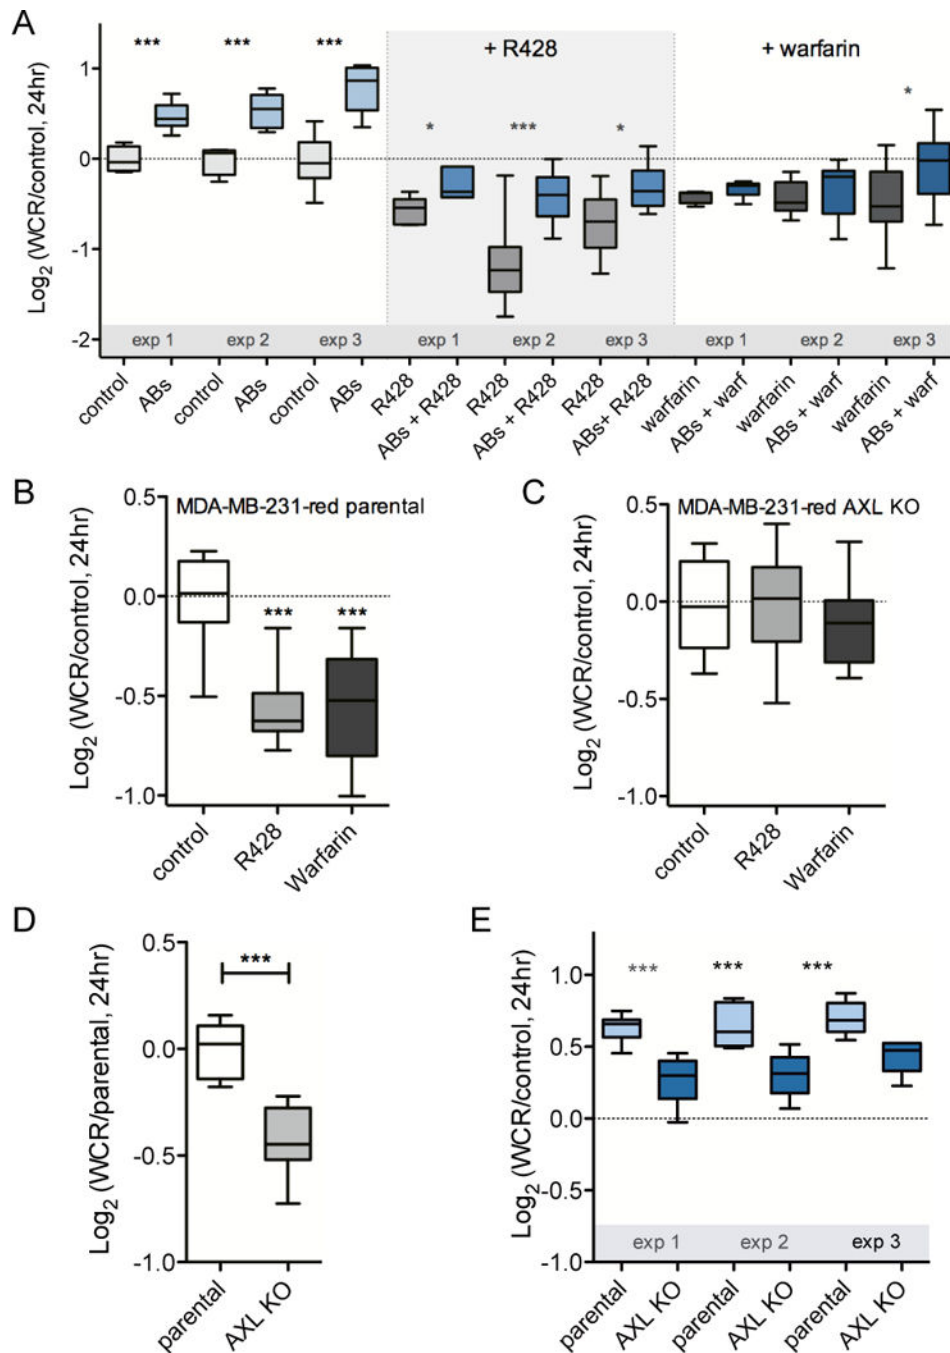 A
Log2 (WCR/control, 24hr)
1
0
-1
-2
*** *** ***
+ R428
* *** *
+ warfarin
*
exp 1 exp 2 exp 3 exp 1 exp 2 exp 3 exp 1 exp 2 exp 3
control ABs control ABs control ABs R428 ABs + R428 R428 ABs + R428 R428 ABs+ R428 warfarin ABs + warf warfarin ABs + warf warfarin ABs + warf
B
MDA-MB-231-red parental
Log2 (WCR/control, 24hr)
0.5
0.0
-0.5
-1.0
*** ***
control R428 Warfarin
C
MDA-MB-231-red AXL KO
Log2 (WCR/control, 24hr)
0.5
0.0
-0.5
-1.0
control R428 Warfarin
D
Log2 (WCR/parental, 24hr)
0.5
0.0
-0.5
-1.0
***
parental AXL KO
E
Log2 (WCR/control, 24hr)
1.0
0.5
0.0
-0.5
-1.0
*** *** ***
exp 1 exp 2 exp 3
parental AXL KO parental AXL KO parental AXL KO